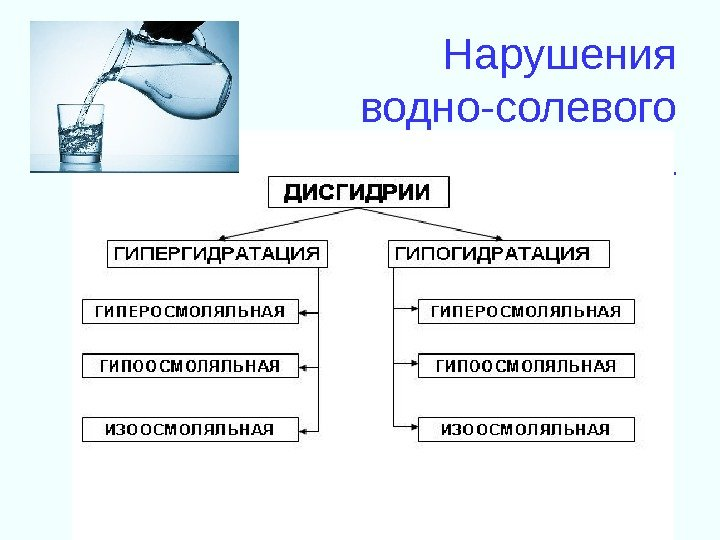 Нарушения
водно-солевого
ДИСГИДРИИ
ГИПЕРГИДРАТАЦИЯ
ГИПОГИДРАТАЦИЯ
ГИПЕРОСМОЛЯЛЬНАЯ
ГИПЕРОСМОЛЯЛЬНАЯ
ГИПООСМОЛЯЛЬНАЯ
ГИПООСМОЛЯЛЬНАЯ
ИЗООСМОЛЯЛЬНАЯ
ИЗООСМОЛЯЛЬНАЯ